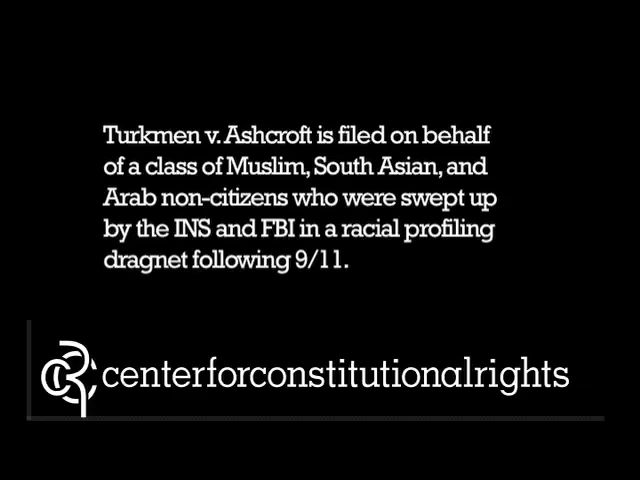 Turkmen v. Ashcroft is filed on behalf
of a class of Muslim, South Asian, and
Arab non-citizens who were swept up
by the INS and FBI in a racial profiling
dragnet following 9/11.
ccr centerforconstitutionalrights